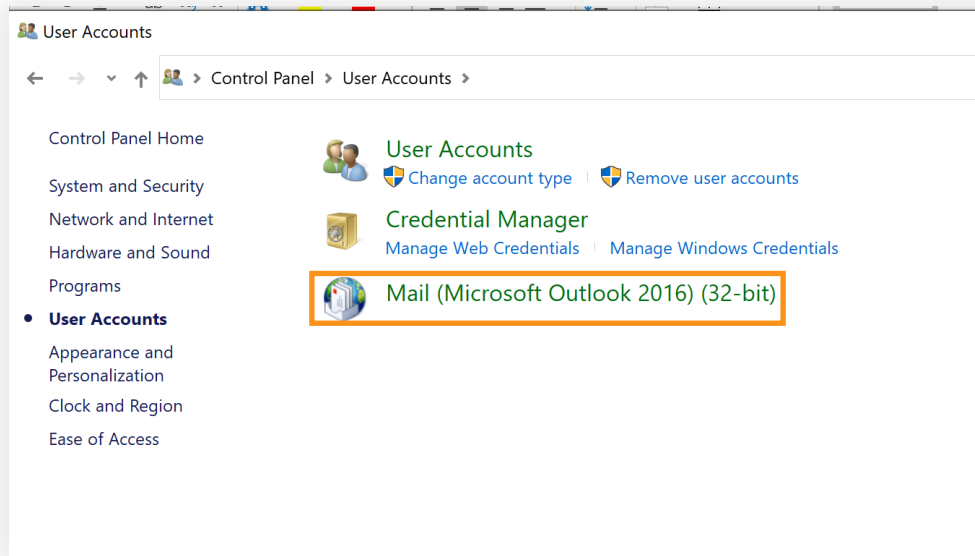 User Accounts
Control Panel > User Accounts >
Control Panel Home
System and Security
Network and Internet
Hardware and Sound
Programs
User Accounts
Appearance and
Personalization
Clock and Region
Ease of Access
User Accounts
Change account type
Remove user accounts
Credential Manager
Manage Web Credentials
Manage Windows Credentials
Mail (Microsoft Outlook 2016) (32-bit)